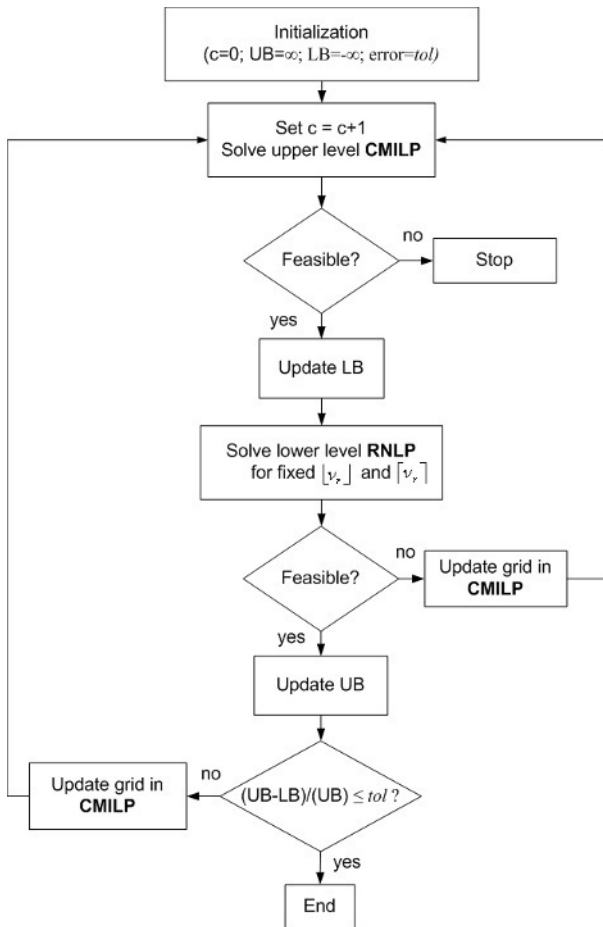 Initialization
(c=0; UB=∞; LB=-∞; error=tol)
Set c = c+1
Solve upper level CMILP
Feasible?
no
Stop
yes
Update LB
Solve lower level RNLP
for fixed ⌊νᵣ⌋ and ⌈νᵣ⌉
Feasible?
no
Update grid in
CMILP
yes
Update UB
(UB-LB)/(UB) ≤ tol ?
no
Update grid in
CMILP
yes
End